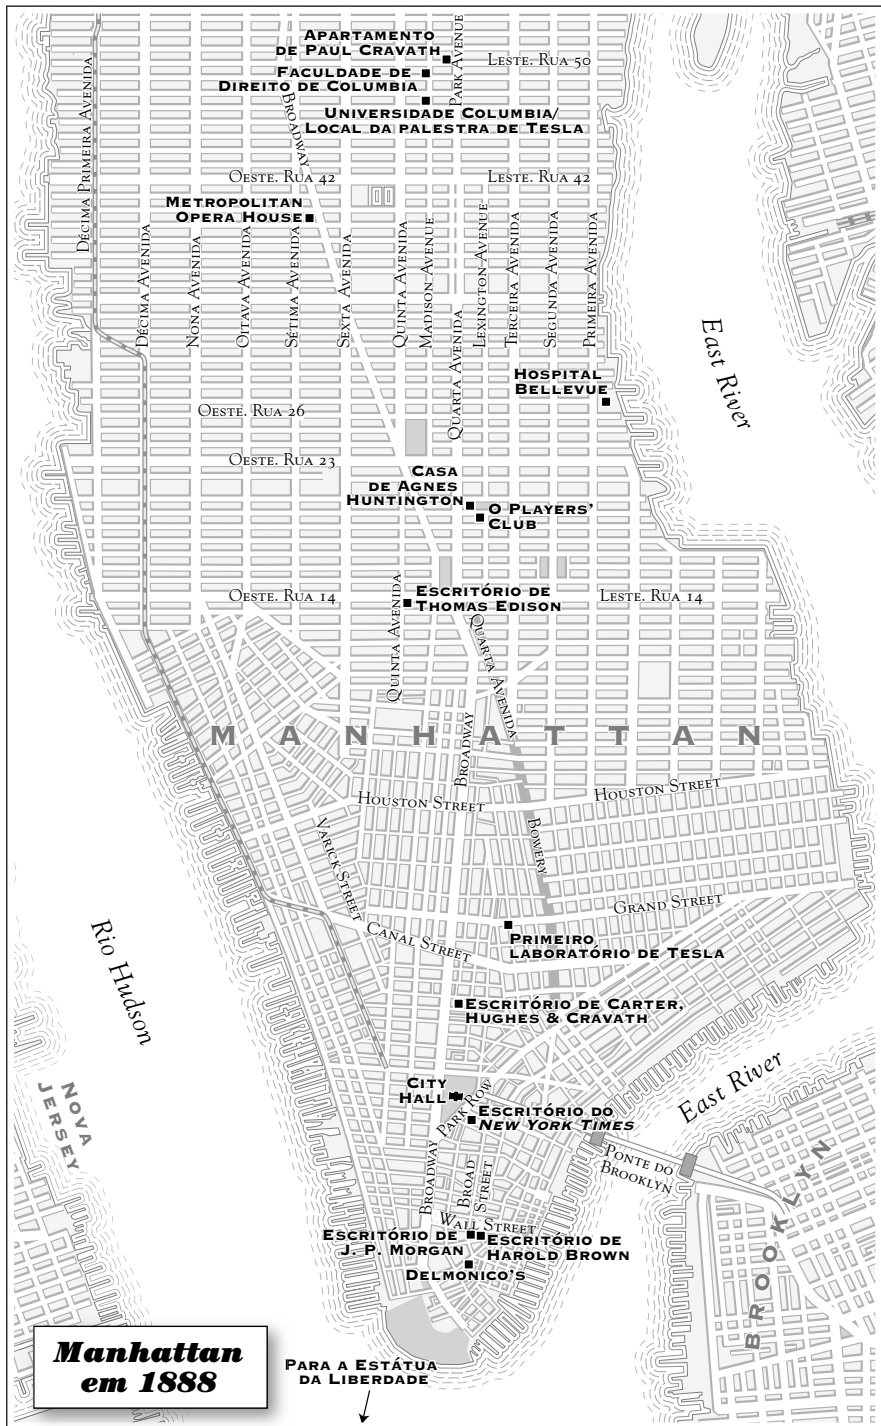 Apartamento
de Paul Cravath
Park Avenue
Leste. Rua 50
Faculdade de
Direito de Columbia
Universidade Columbia/
Local da palestra de Tesla
Broadway
Décima Primeira Avenida
Oeste. Rua 42
Leste. Rua 42
Metropolitan
Opera House
Décima Avenida
Nona Avenida
Oitava Avenida
Sétima Avenida
Sexta Avenida
Quinta Avenida
Madison Avenue
Quarta Avenida
Lexington Avenue
Terceira Avenida
Segunda Avenida
Primeira Avenida
East River
Hospital
Bellevue
Oeste. Rua 26
Oeste. Rua 23
Casa
de Agnes
Huntington
O Players'
Club
Oeste. Rua 14
Quinta Avenida
Escritório de
Thomas Edison
Leste. Rua 14
Quarta Avenida
MANHATTAN
Broadway
Houston Street
Houston Street
Varick Street
Bowery
Grand Street
Canal Street
Primeiro
laboratório de Tesla
Rio Hudson
Escritório de Carter,
Hughes & Cravath
Nova
Jersey
City
Hall
Park Row
East River
Escritório do
New York Times
Ponte do
Brooklyn
Broadway
Broad
Street
Wall Street
Escritório de
J. P. Morgan
Escritório de
Harold Brown
Delmonico's
BROOKLYN
Manhattan
em 1888
Para a Estátua
da Liberdade